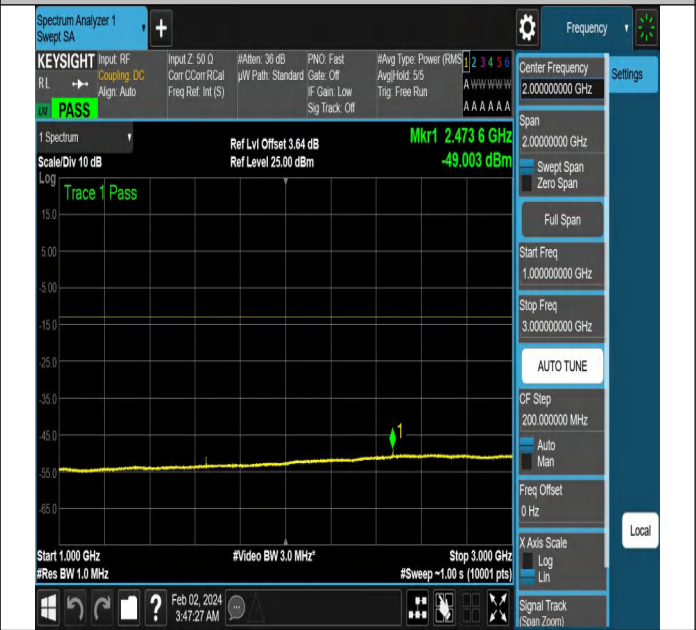 Spectrum Analyzer 1
Swept SA
Frequency
KEYSIGHT
RL
PASS
Input: RF
Coupling: DC
Align: Auto
Input Z: 50 Ω
Corr CCorr RCal
Freq Ref: Int (S)
#Atten: 36 dB
µW Path: Standard
PNO: Fast
Gate: Off
IF Gain: Low
Sig Track: Off
#Avg Type: Power (RMS
Avg|Hold: 5/5
Trig: Free Run
1 2 3 4 5 6
A W W W W W
A A A A A A
1 Spectrum
Ref Lvl Offset 3.64 dB
Mkr1 2.473 6 GHz
Scale/Div 10 dB
Ref Level 25.00 dBm
-49.003 dBm
Log
Trace 1 Pass
15.0
5.00
-5.00
-15.0
-25.0
-35.0
-45.0
-55.0
-65.0
1
Start 1.000 GHz
#Video BW 3.0 MHz*
Stop 3.000 GHz
#Res BW 1.0 MHz
#Sweep ~1.00 s (10001 pts)
Feb 02, 2024
3:47:27 AM
Center Frequency
2.000000000 GHz
Settings
Span
2.00000000 GHz
Swept Span
Zero Span
Full Span
Start Freq
1.000000000 GHz
Stop Freq
3.000000000 GHz
AUTO TUNE
CF Step
200.000000 MHz
Auto
Man
Freq Offset
0 Hz
Local
X Axis Scale
Log
Lin
Signal Track
(Span Zoom)